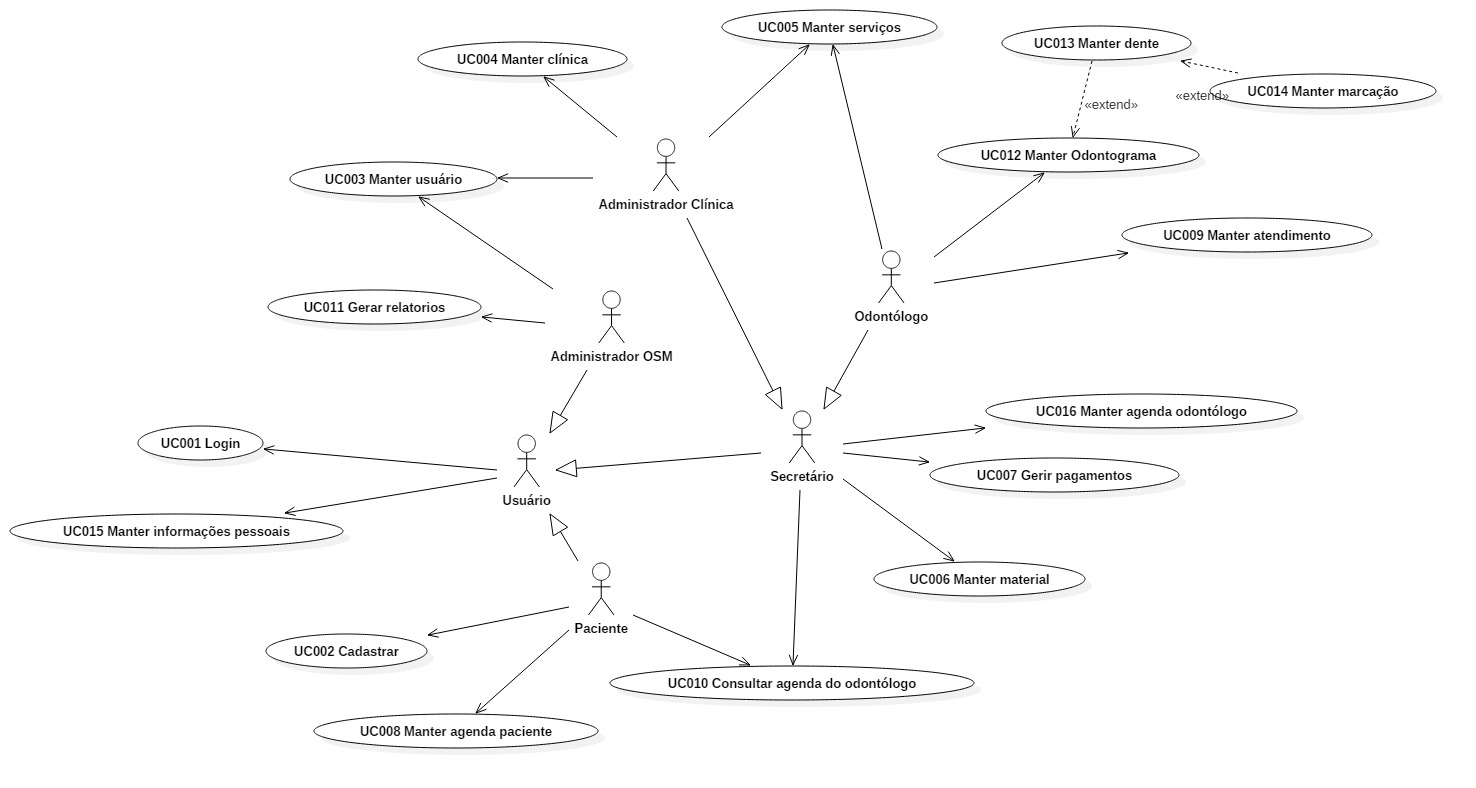 UC005 Manter serviços
UC013 Manter dente
UC004 Manter clínica
UC014 Manter marcação
«extend»
«extend»
UC012 Manter Odontograma
UC003 Manter usuário
Administrador Clínica
UC009 Manter atendimento
UC011 Gerar relatorios
Odontólogo
Administrador OSM
UC016 Manter agenda odontólogo
UC001 Login
UC007 Gerir pagamentos
Secretário
Usuário
UC015 Manter informações pessoais
UC006 Manter material
Paciente
UC002 Cadastrar
UC010 Consultar agenda do odontólogo
UC008 Manter agenda paciente